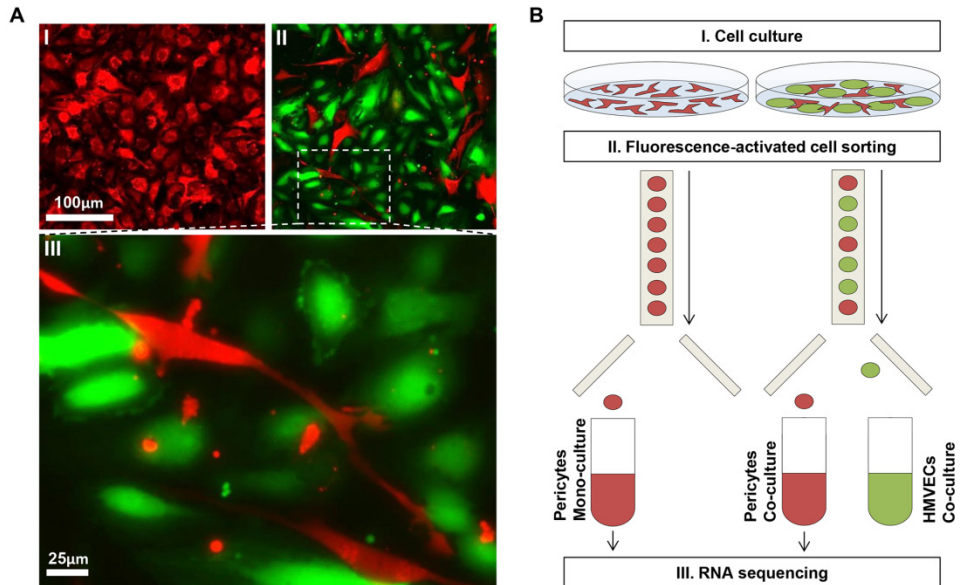 A
I
II
100µm
III
25µm
B
I. Cell culture
II. Fluorescence-activated cell sorting
Pericytes
Mono-culture
Pericytes
Co-culture
HMVECs
Co-culture
III. RNA sequencing